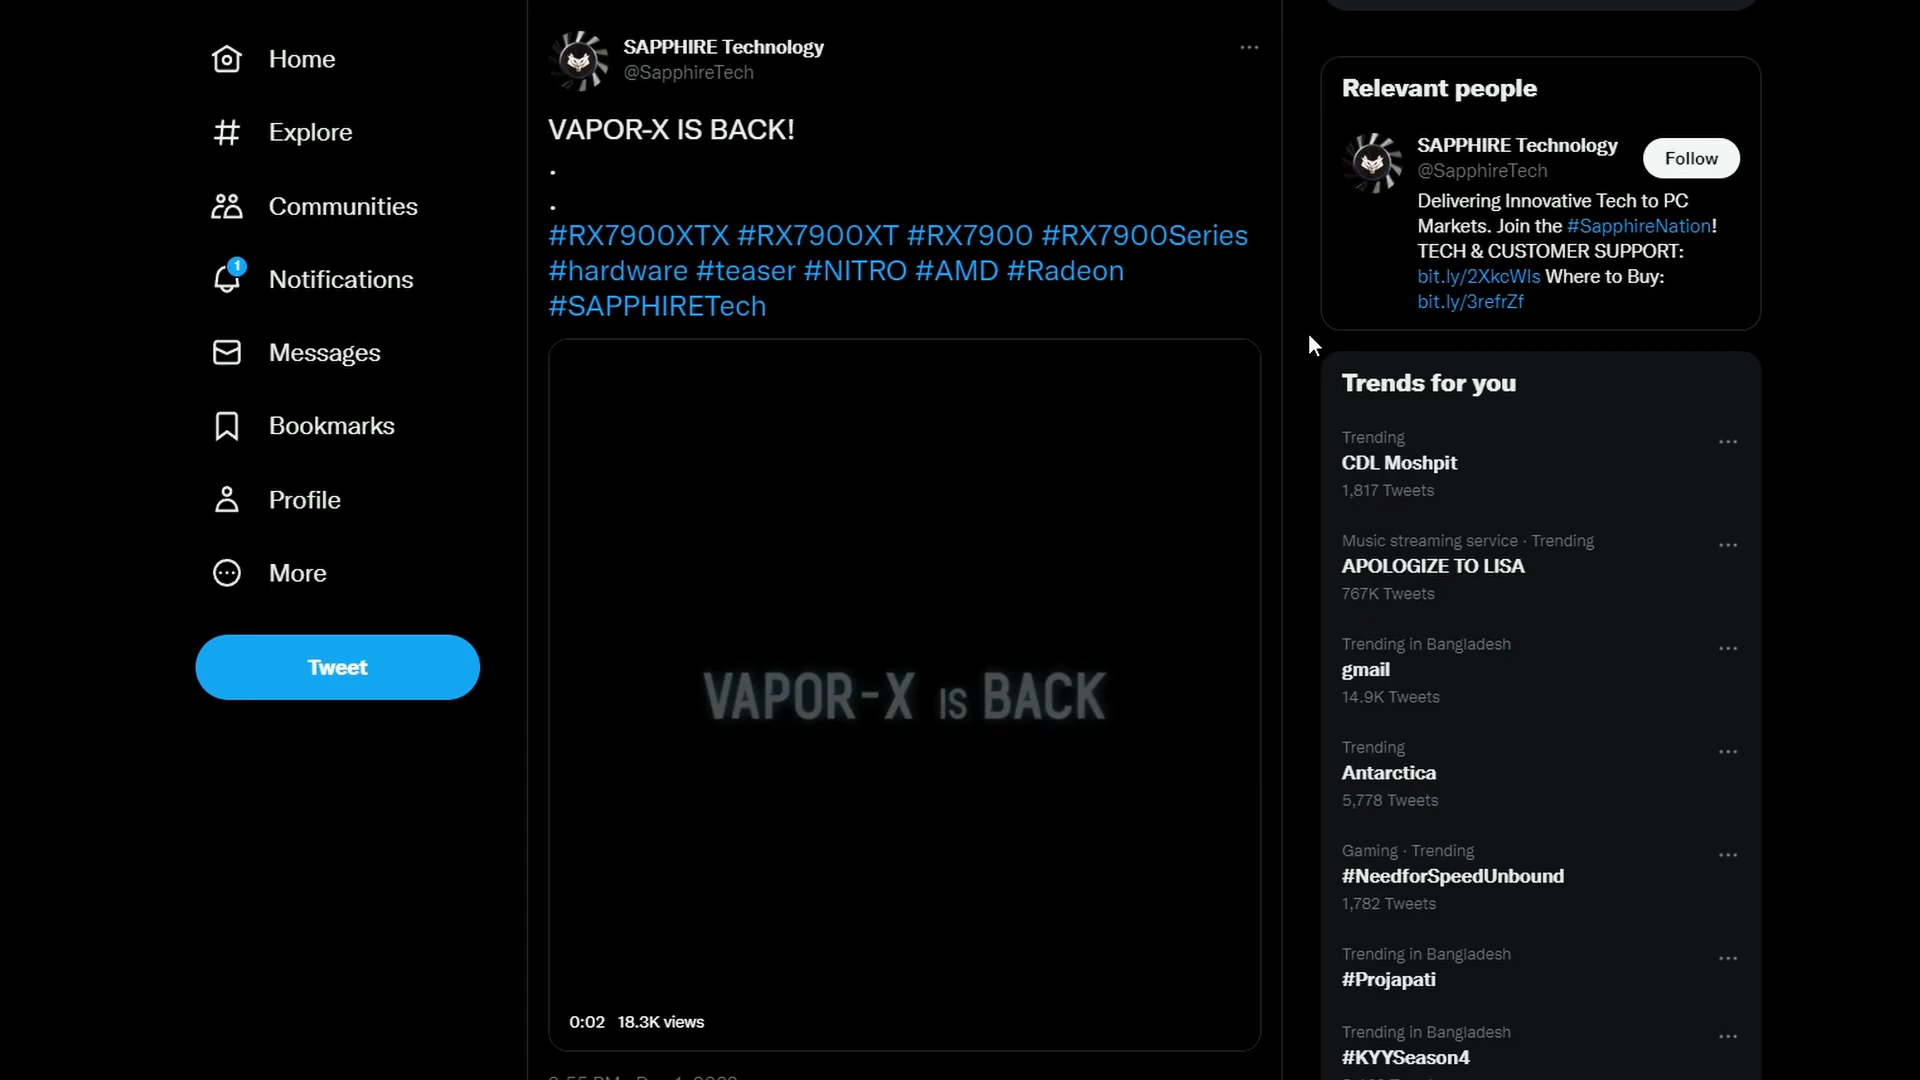 Home
Explore
Communities
1
Notifications
Messages
Bookmarks
Profile
More
Tweet
SAPPHIRE Technology
@SapphireTech
VAPOR-X IS BACK!
.
.
#RX7900XTX #RX7900XT #RX7900 #RX7900Series
#hardware #teaser #NITRO #AMD #Radeon
#SAPPHIRETech
VAPOR-X IS BACK
0:02 18.3K views
Relevant people
SAPPHIRE Technology
@SapphireTech
Follow
Delivering Innovative Tech to PC
Markets. Join the #SapphireNation!
TECH & CUSTOMER SUPPORT:
bit.ly/2XkcWIs Where to Buy:
bit.ly/3refrZf
Trends for you
Trending
CDL Moshpit
1,817 Tweets
Music streaming service · Trending
APOLOGIZE TO LISA
767K Tweets
Trending in Bangladesh
gmail
14.9K Tweets
Trending
Antarctica
5,778 Tweets
Gaming · Trending
#NeedforSpeedUnbound
1,782 Tweets
Trending in Bangladesh
#Projapati
Trending in Bangladesh
#KYYSeason4